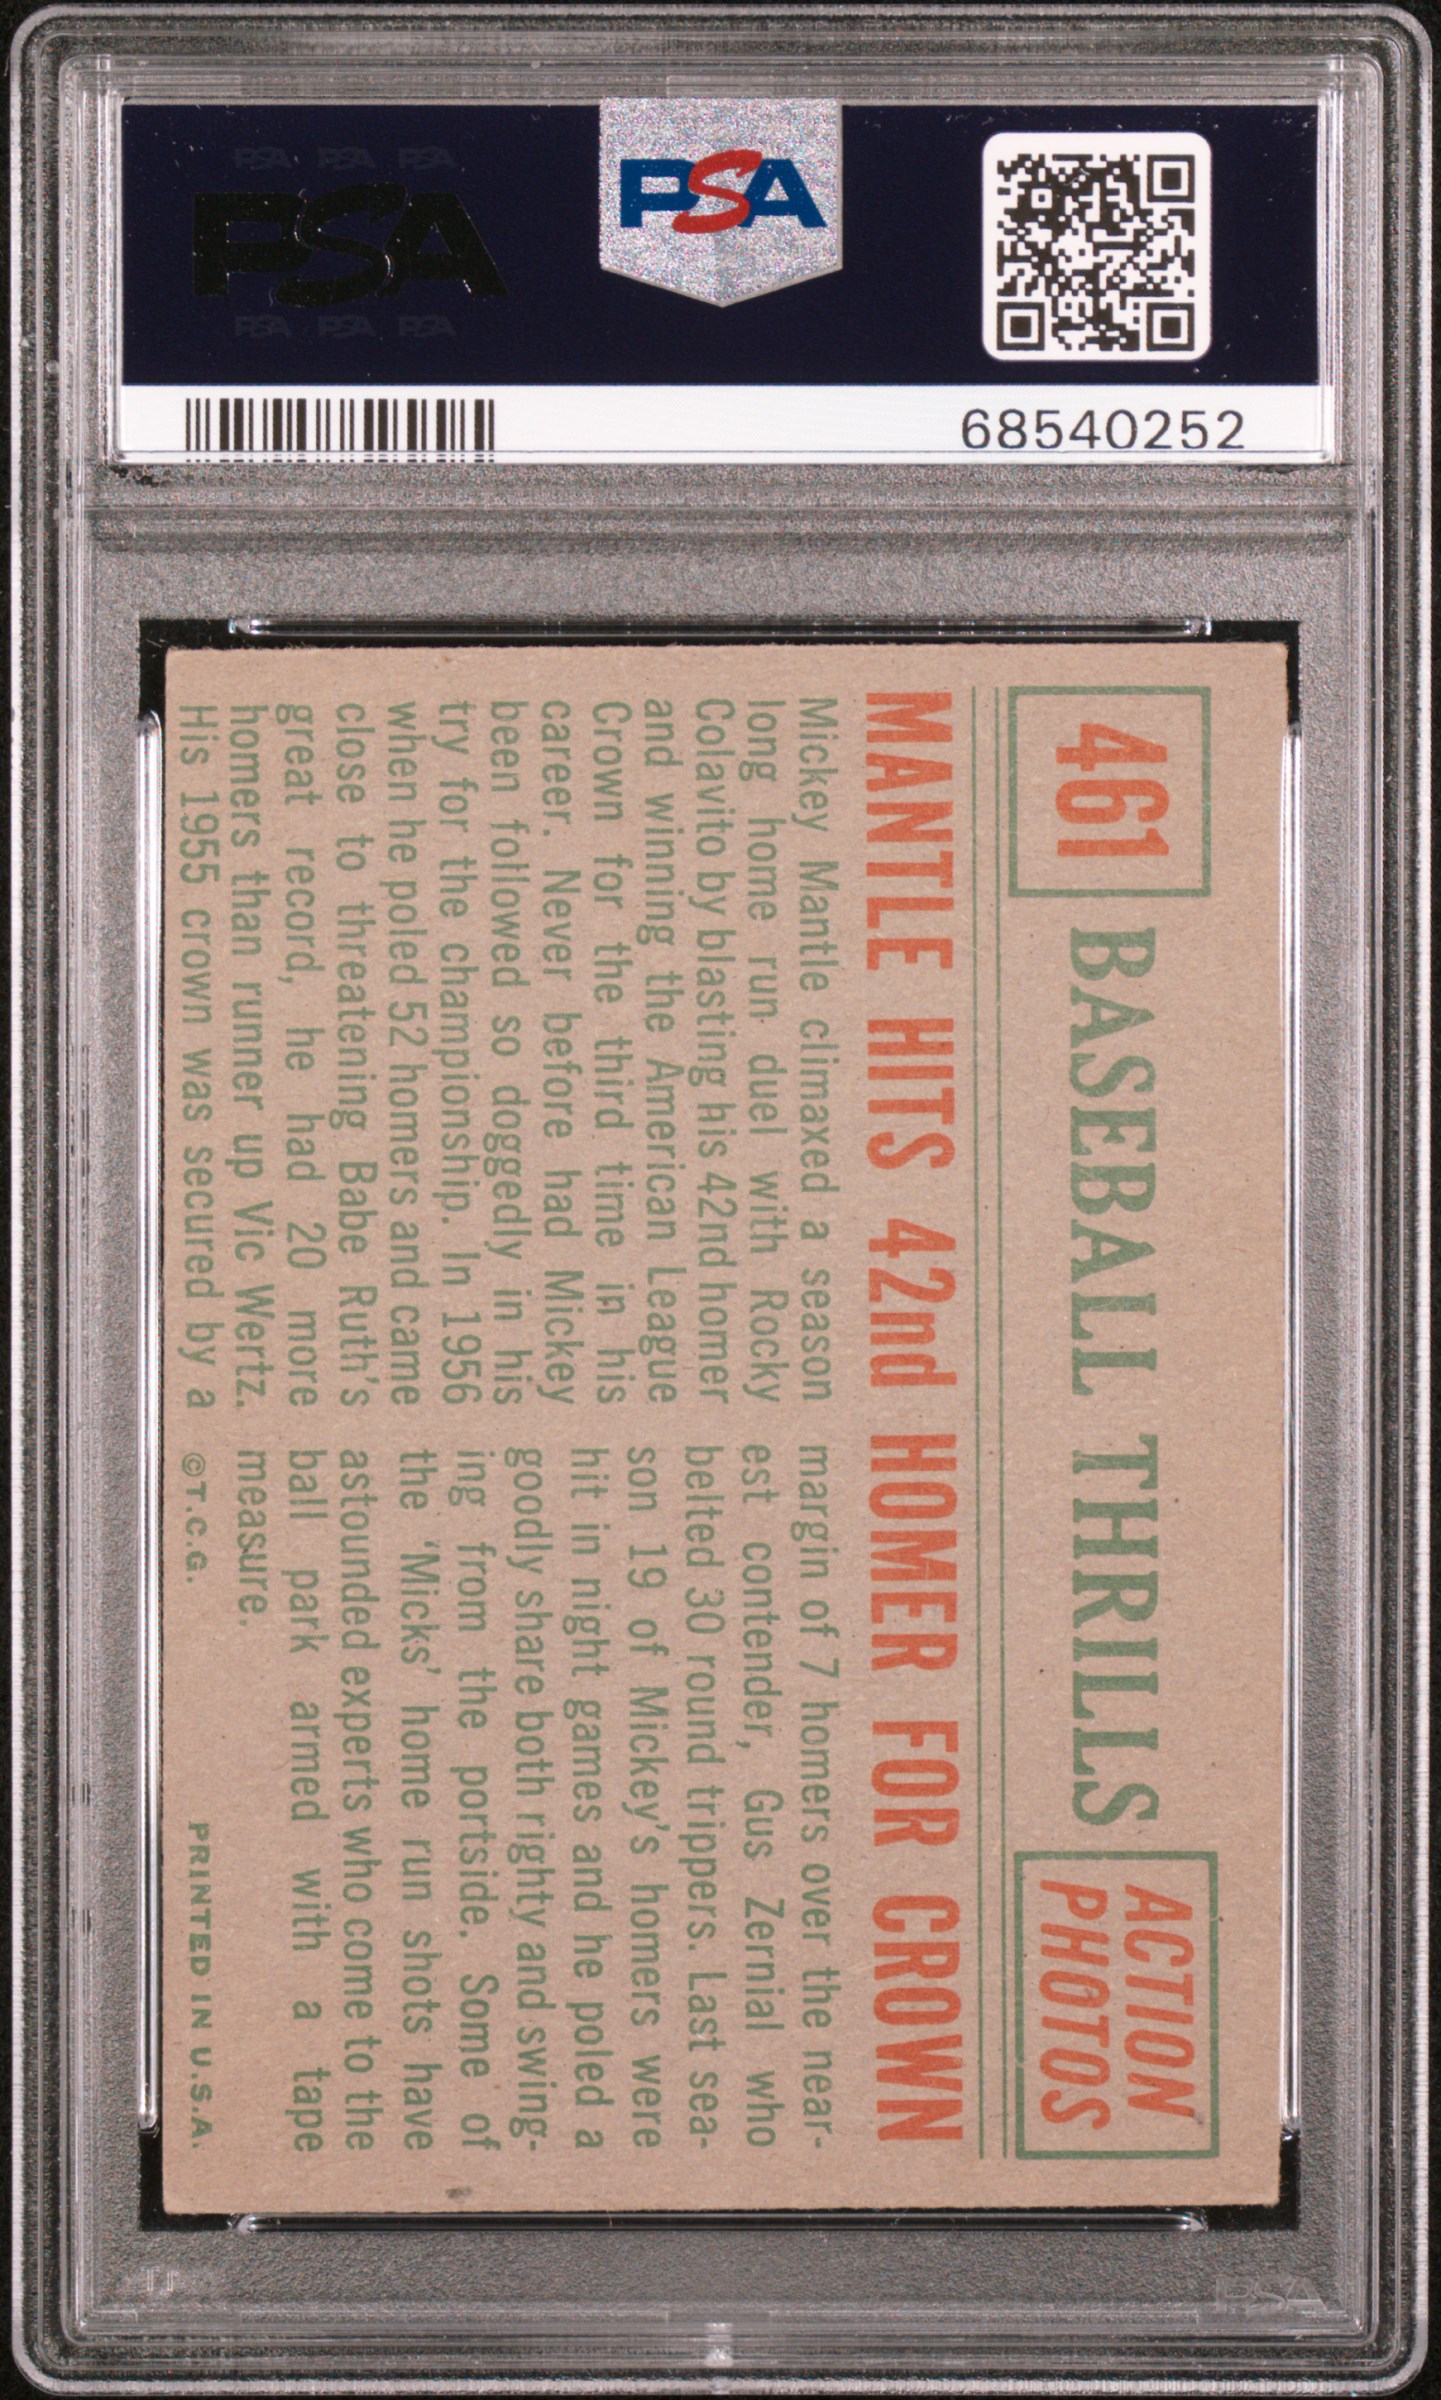 PSA PSA PSA
PSA
PSA PSA PSA
PSA
68540252
461
BASEBALL THRILLS
ACTION
PHOTOS
MANTLE HITS 42nd HOMER FOR CROWN
Mickey Mantle climaxed a season
long home run duel with Rocky
Colavito by blasting his 42nd homer
and winning the American League
Crown for the third time in his
career. Never before had Mickey
been followed so doggedly in his
try for the championship. In 1956
when he poled 52 homers and came
close to threatening Babe Ruth's
great record, he had 20 more
homers than runner up Vic Wertz.
His 1955 crown was secured by a
margin of 7 homers over the near-
est contender, Gus Zernial who
belted 30 round trippers. Last sea-
son 19 of Mickey's homers were
hit in night games and he poled a
goodly share both righty and swing-
ing from the portside. Some of
the 'Micks' home run shots have
astounded experts who come to the
ball park armed with a tape
measure.
©T.C.G.
PRINTED IN U.S.A.
PSA